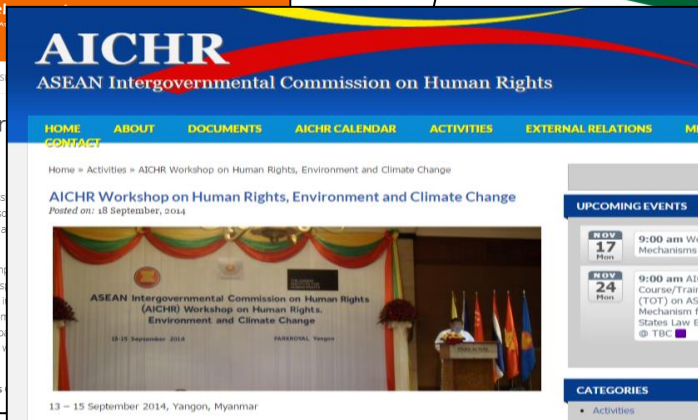 AICHR
ASEAN Intergovernmental Commission on Human Rights
HOME ABOUT DOCUMENTS AICHR CALENDAR ACTIVITIES EXTERNAL RELATIONS
CONTACT
Home » Activities » AICHR Workshop on Human Rights, Environment and Climate Change
AICHR Workshop on Human Rights, Environment and Climate Change
Posted on: 18 September, 2014
ASEAN Intergovernmental Commission on Human Rights
(AICHR) Workshop on Human Rights,
Environment and Climate
Change
September 2014 PARKROYAL, Yangon
13 – 15 September 2014, Yangon, Myanmar
UPCOMING EVENTS
NOV
17
Mon
9:00 am
Mechanisms
NOV
24
Mon
9:00 am
(TOT) on
Mechanism
States Law
@ TBC
CATEGORIES
Activities